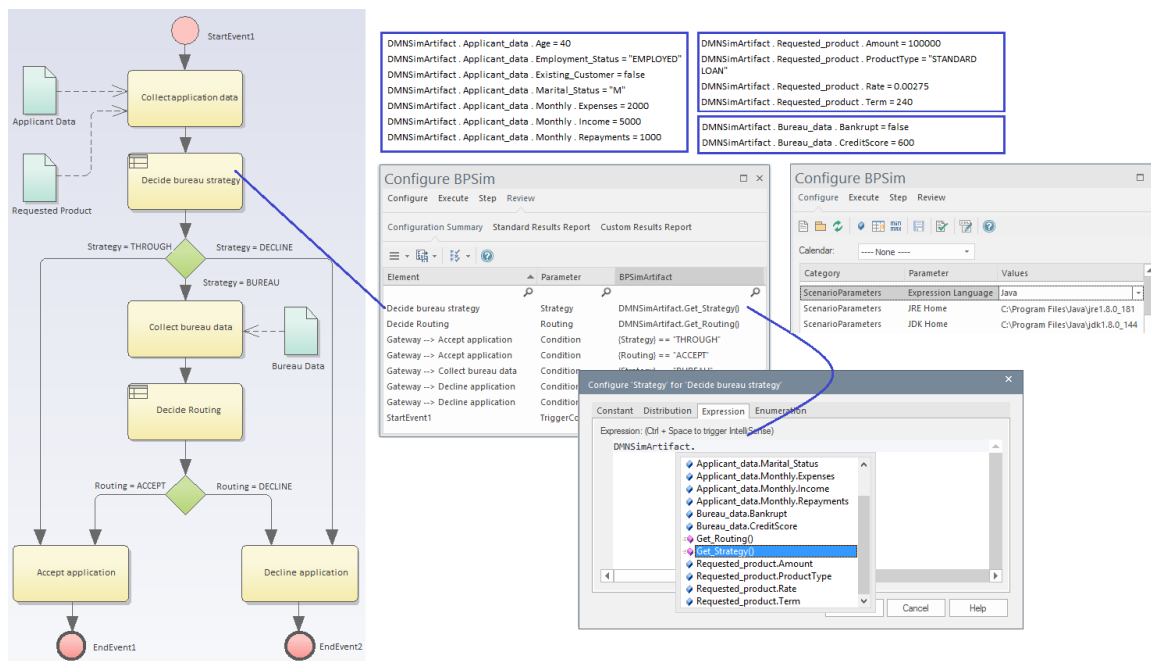 StartEvent1
Collect application data
Applicant Data
Decide bureau strategy
Requested Product
Strategy = THROUGH
Strategy = DECLINE
Strategy = BUREAU
Collect bureau data
Bureau Data
Decide Routing
Routing = ACCEPT
Routing = DECLINE
Accept application
Decline application
EndEvent1
EndEvent2
DMNSimArtifact . Applicant_data . Age = 40
DMNSimArtifact . Applicant_data . Employment_Status = "EMPLOYED"
DMNSimArtifact . Applicant_data . Existing_Customer = false
DMNSimArtifact . Applicant_data . Marital_Status = "M"
DMNSimArtifact . Applicant_data . Monthly . Expenses = 2000
DMNSimArtifact . Applicant_data . Monthly . Income = 5000
DMNSimArtifact . Applicant_data . Monthly . Repayments = 1000
DMNSimArtifact . Requested_product . Amount = 100000
DMNSimArtifact . Requested_product . ProductType = "STANDARD
LOAN"
DMNSimArtifact . Requested_product . Rate = 0.00275
DMNSimArtifact . Requested_product . Term = 240
DMNSimArtifact . Bureau_data . Bankrupt = false
DMNSimArtifact . Bureau_data . CreditScore = 600
Configure BPSim
Configure Execute Step Review
Configuration Summary Standard Results Report Custom Results Report
Element Parameter BPSimArtifact
Decide bureau strategy Strategy DMNSimArtifact.Get_Strategy()
Decide Routing Routing DMNSimArtifact.Get_Routing()
Gateway --> Accept application Condition {Strategy} == "THROUGH"
Gateway --> Accept application Condition {Routing} == "ACCEPT"
Gateway --> Collect bureau data Condition {Strategy} == "BUREAU"
Gateway --> Decline application Condition
Gateway --> Decline application Condition
StartEvent1 TriggerCo
Configure BPSim
Configure Execute Step Review
min
max
Calendar: ---- None ----
Category Parameter Values
ScenarioParameters Expression Language Java
ScenarioParameters JRE Home C:\Program Files\Java\jre1.8.0_181
ScenarioParameters JDK Home C:\Program Files\Java\jdk1.8.0_144
Configure 'Strategy' for 'Decide bureau strategy'
Constant Distribution Expression Enumeration
Expression: (Ctrl + Space to trigger IntelliSense)
DMNSimArtifact.
Applicant_data.Marital_Status
Applicant_data.Monthly.Expenses
Applicant_data.Monthly.Income
Applicant_data.Monthly.Repayments
Bureau_data.Bankrupt
Bureau_data.CreditScore
Get_Routing()
Get_Strategy()
Requested_product.Amount
Requested_product.ProductType
Requested_product.Rate
Requested_product.Term
Cancel Help